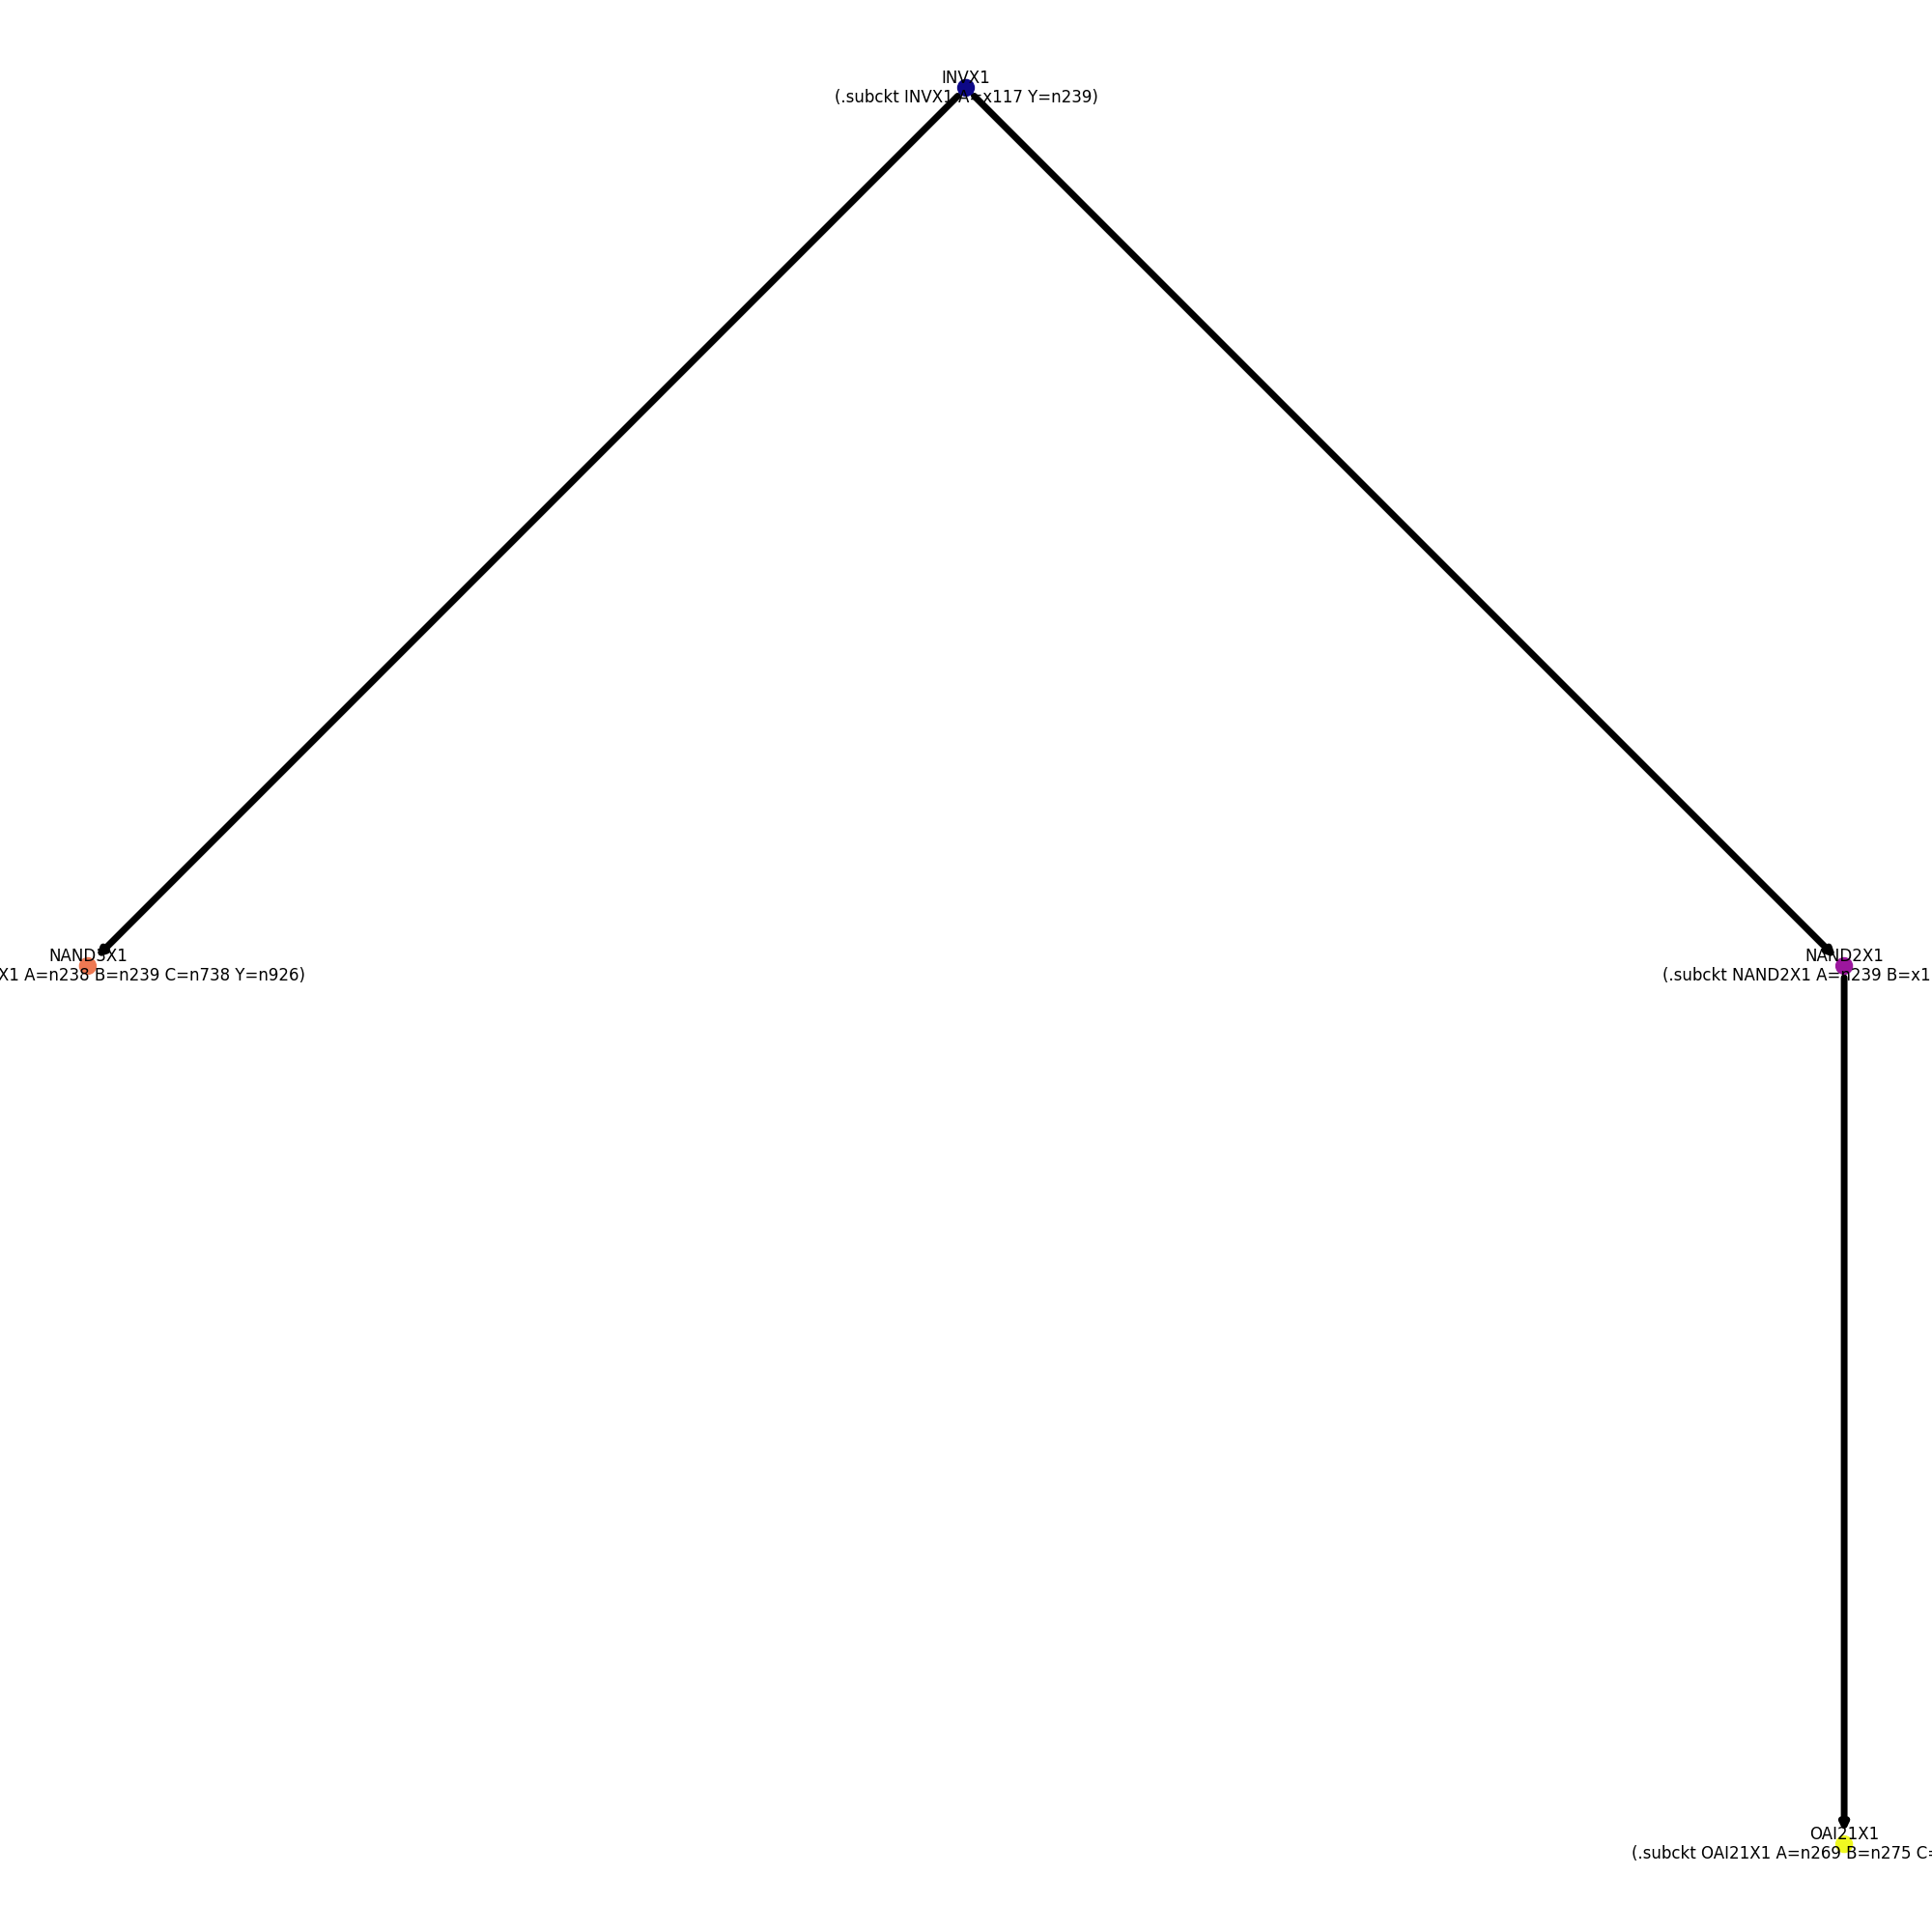 INVX1
(.subckt INVX1 A=x117 Y=n239)
NAND3X1
X1 A=n238 B=n239 C=n738 Y=n926)
NAND2X1
(.subckt NAND2X1 A=n239 B=x1
OAI21X1
(.subckt OAI21X1 A=n269 B=n275 C=